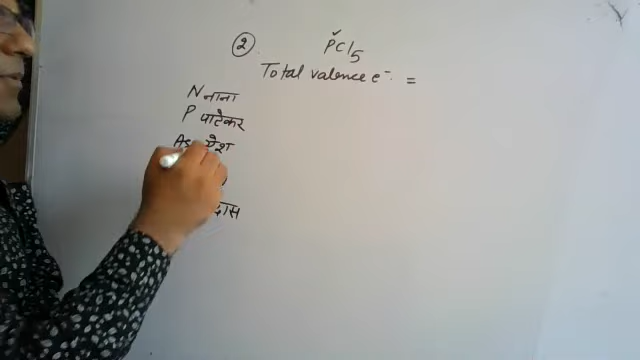 2 PCl5
Total valence e- =
N नाना
P पाटेकर
As
दास